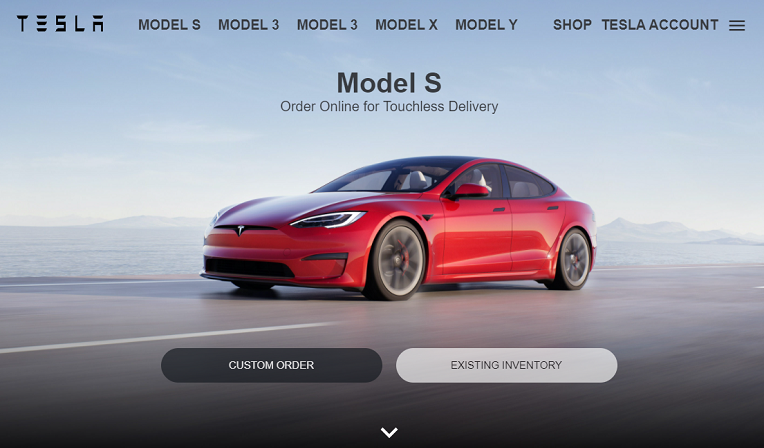 TESLA
MODEL S MODEL 3 MODEL 3 MODEL X MODEL Y SHOP TESLA ACCOUNT
Model S
Order Online for Touchless Delivery
CUSTOM ORDER
EXISTING INVENTORY